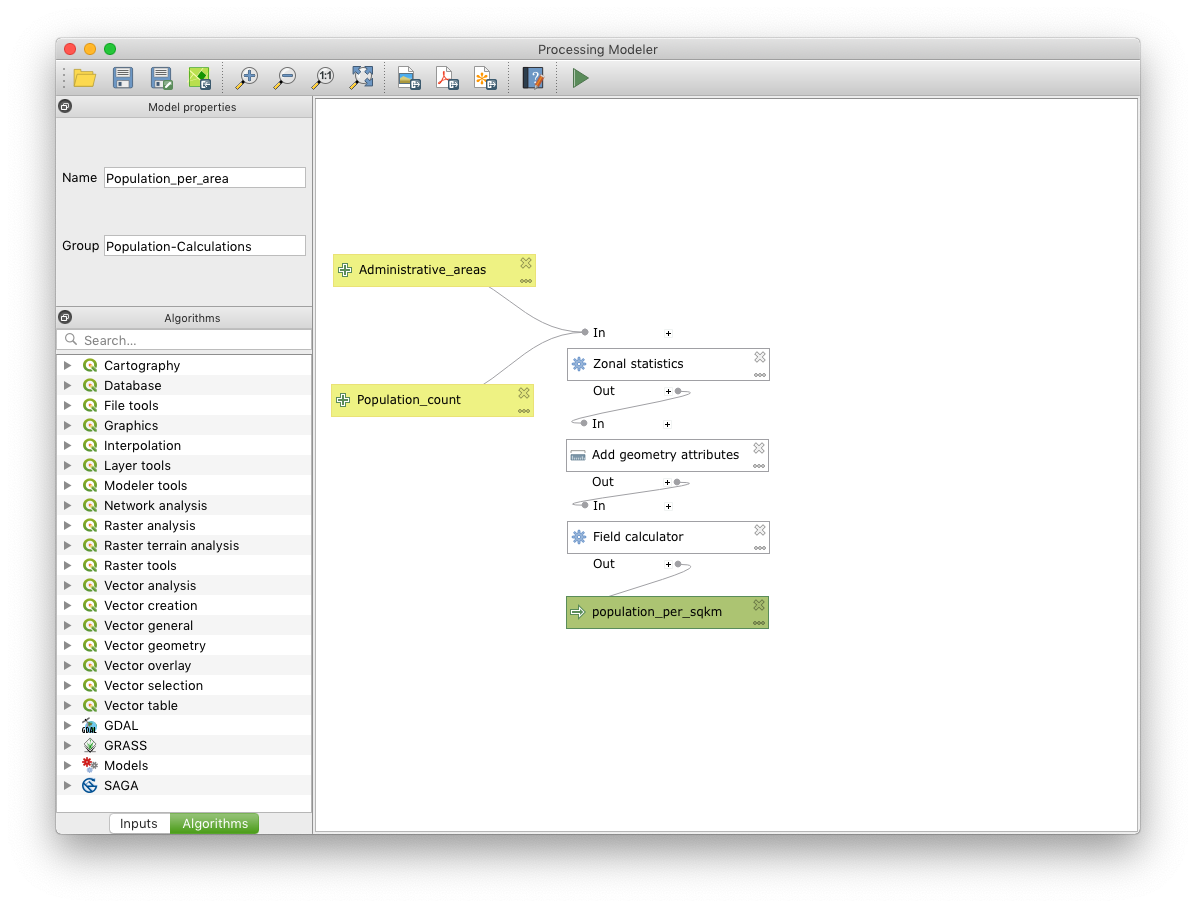 Processing Modeler
1:1
Model properties
Name Population_per_area
Group Population-Calculations
Algorithms
Search...
Cartography
Database
File tools
Graphics
Interpolation
Layer tools
Modeler tools
Network analysis
Raster analysis
Raster terrain analysis
Raster tools
Vector analysis
Vector creation
Vector general
Vector geometry
Vector overlay
Vector selection
Vector table
GDAL GDAL
GRASS
Models
SAGA
Inputs Algorithms
Administrative_areas
Population_count
In +
Zonal statistics
Out +
In +
Add geometry attributes
Out +
In +
Field calculator
Out +
population_per_sqkm